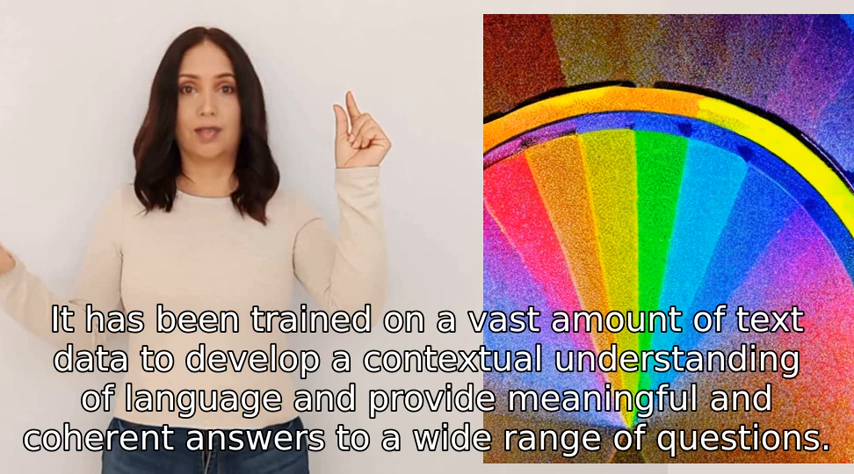 It has been trained on a vast amount of text
data to develop a contextual understanding
of language and provide meaningful and
coherent answers to a wide range of questions.